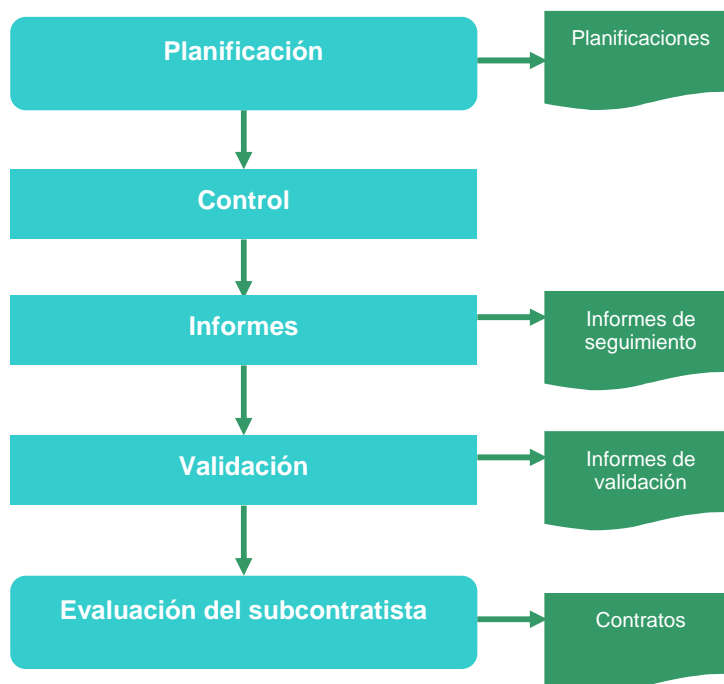 Planificación
Planificaciones
Control
Informes
Informes de
seguimiento
Validación
Informes de
validación
Evaluación del subcontratista
Contratos